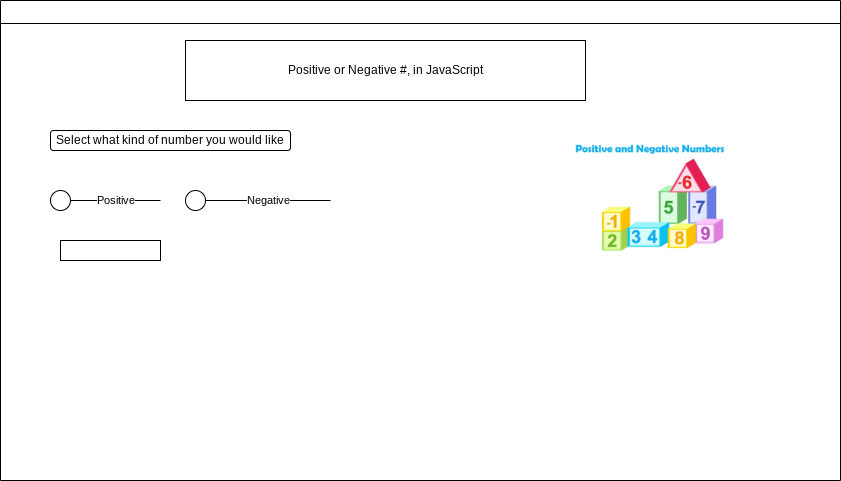 Positive or Negative #, in JavaScript
Select what kind of number you would like
Positive and Negative Numbers
-6
Positive
Negative
5 -7
-1
2 3 4 8 9